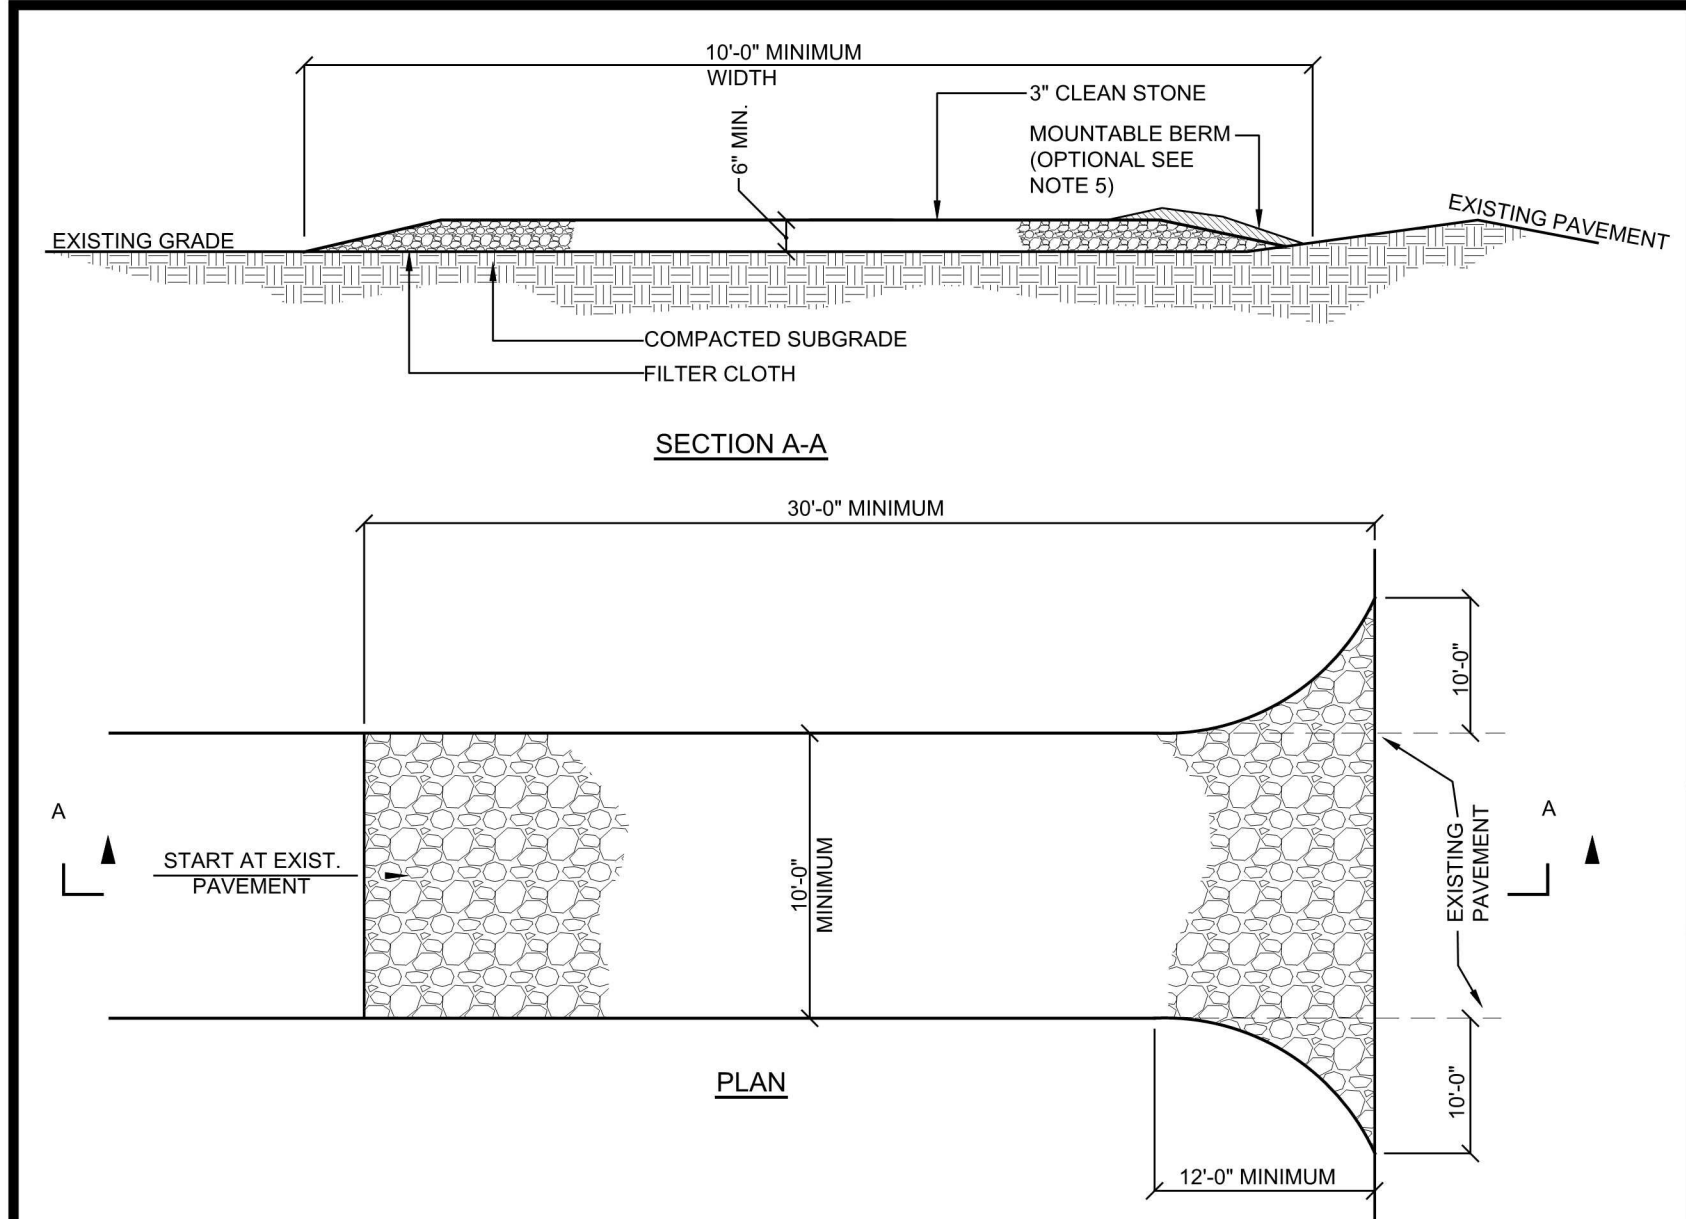 10'-0" MINIMUM
WIDTH
6" MIN.
3" CLEAN STONE
MOUNTABLE BERM
(OPTIONAL SEE
NOTE 5)
EXISTING GRADE
EXISTING PAVEMENT
COMPACTED SUBGRADE
FILTER CLOTH
SECTION A-A
30'-0" MINIMUM
10'-0"
A
START AT EXIST.
PAVEMENT
10'-0"
MINIMUM
EXISTING
PAVEMENT
A
PLAN
10'-0"
12'-0" MINIMUM